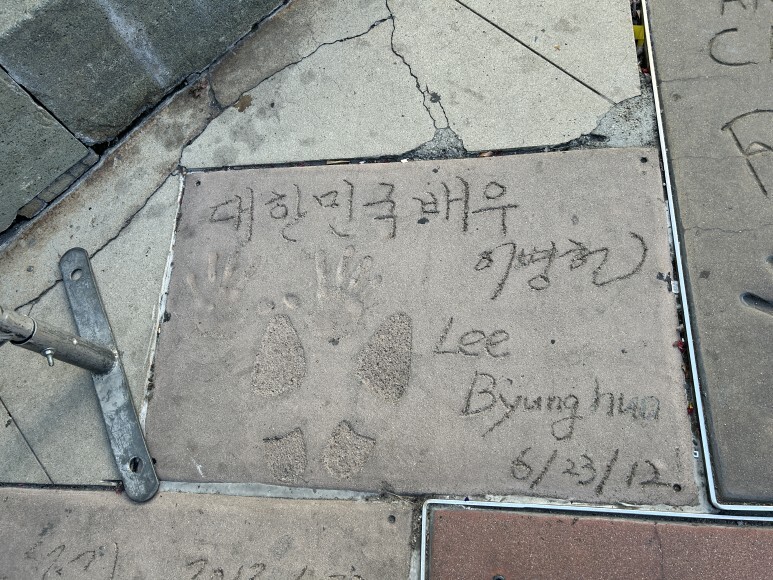 대한민국 배우
이병헌
Lee
Byung hun
6/23/12